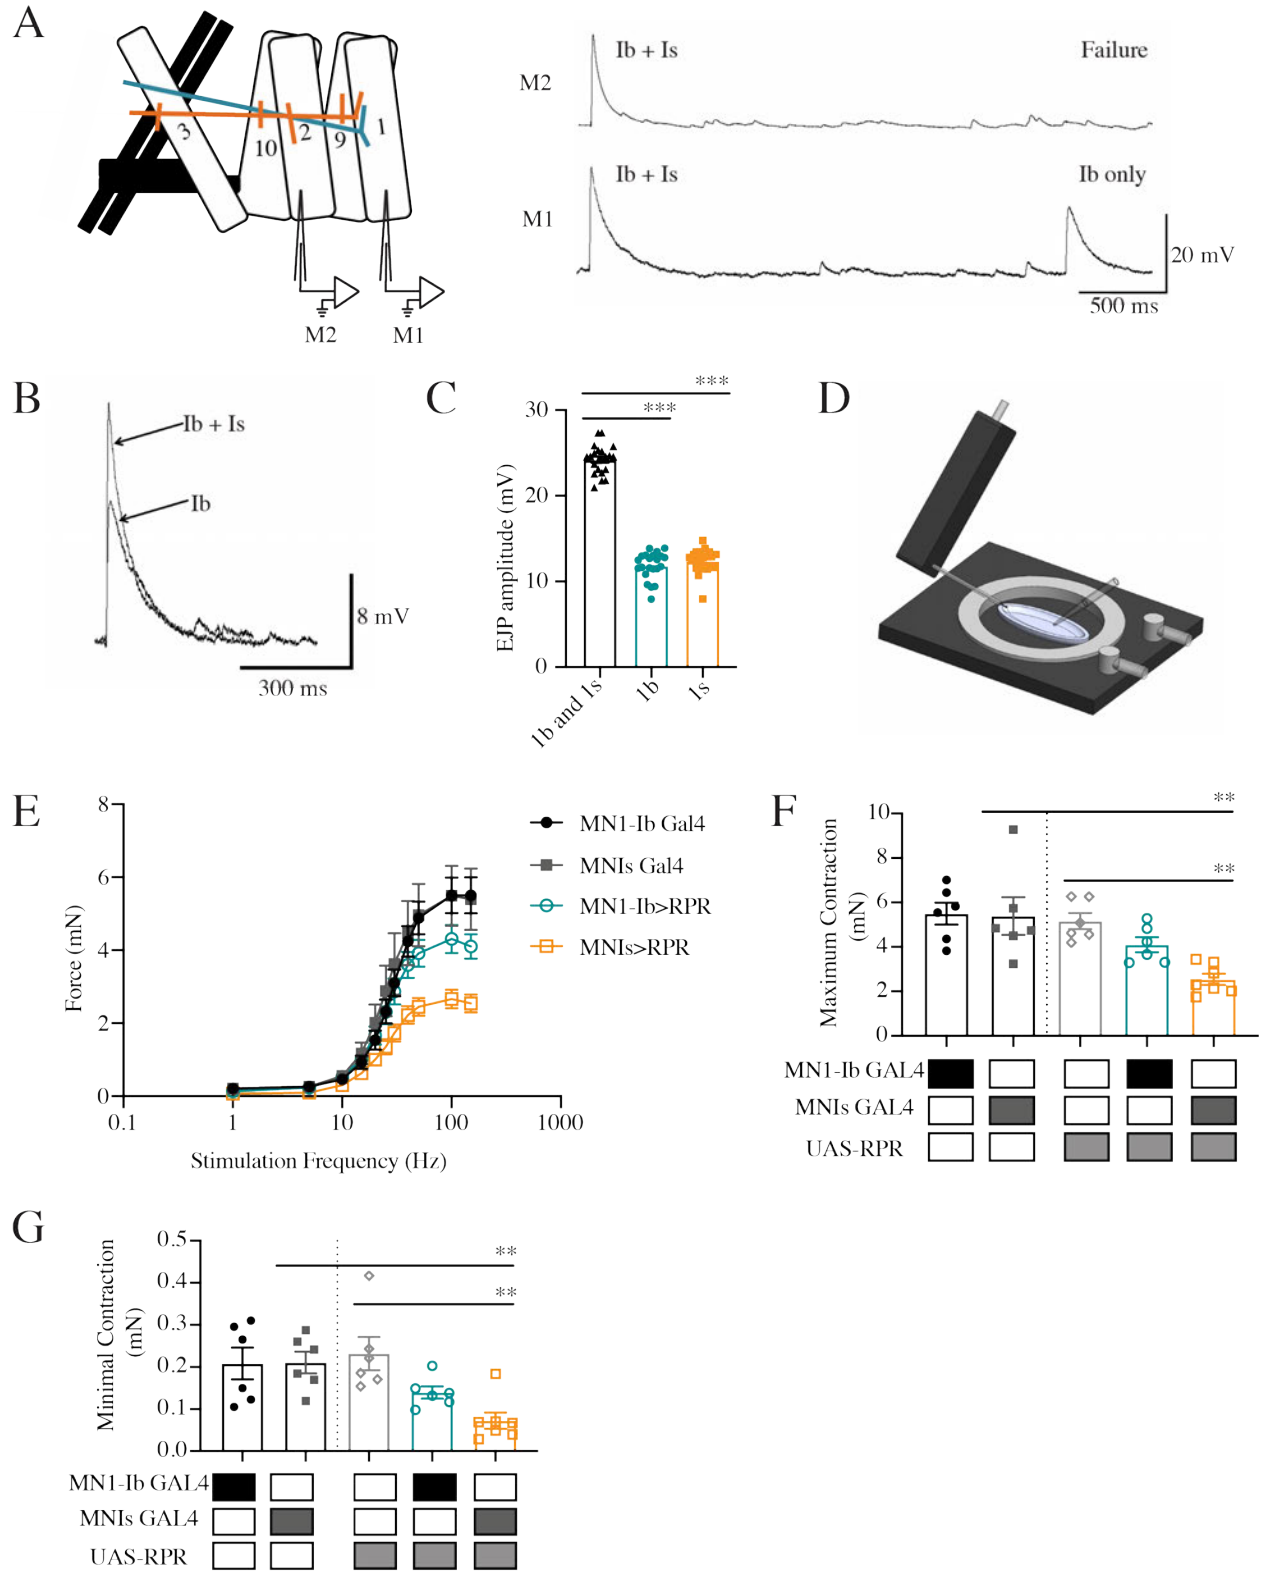 A
3
10
2
9
1
M2
M1
Ib + Is
Failure
M2
Ib + Is
Ib only
M1
20 mV
500 ms
B
Ib + Is
Ib
8 mV
300 ms
C
***
***
30
20
10
0
EJP amplitude (mV)
1b and 1s
1b
1s
D
E
8
6
4
2
0
Force (mN)
0.1
1
10
100
1000
Stimulation Frequency (Hz)
MN1-Ib Gal4
MNIs Gal4
MN1-Ib>RPR
MNIs>RPR
F
**
**
10
8
6
4
2
0
Maximum Contraction
(mN)
MN1-Ib GAL4
MNIs GAL4
UAS-RPR
G
**
**
0.5
0.4
0.3
0.2
0.1
0.0
Minimal Contraction
(mN)
MN1-Ib GAL4
MNIs GAL4
UAS-RPR